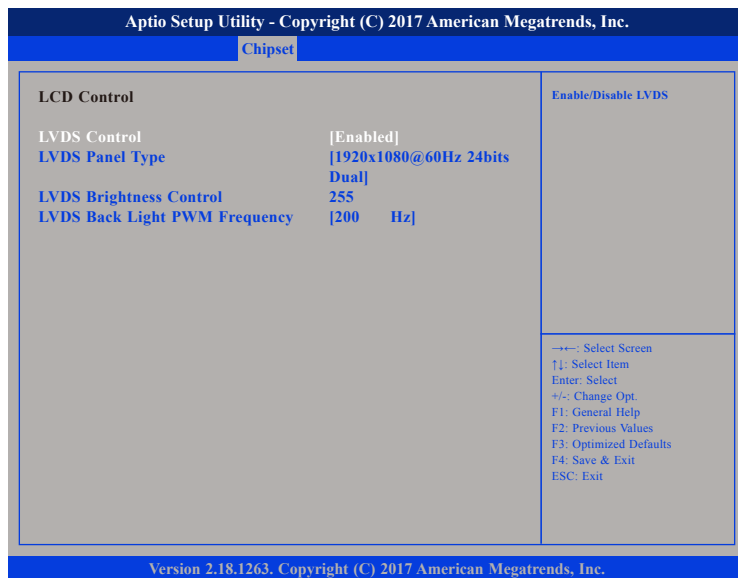 Aptio Setup Utility - Copyright (C) 2017 American Megatrends, Inc.
Chipset
LCD Control
LVDS Control [Enabled]
LVDS Panel Type [1920x1080@60Hz 24bits
Dual]
LVDS Brightness Control 255
LVDS Back Light PWM Frequency [200 Hz]
Enable/Disable LVDS
→←: Select Screen
↑↓: Select Item
Enter: Select
+/-: Change Opt.
F1: General Help
F2: Previous Values
F3: Optimized Defaults
F4: Save & Exit
ESC: Exit
Version 2.18.1263. Copyright (C) 2017 American Megatrends, Inc.